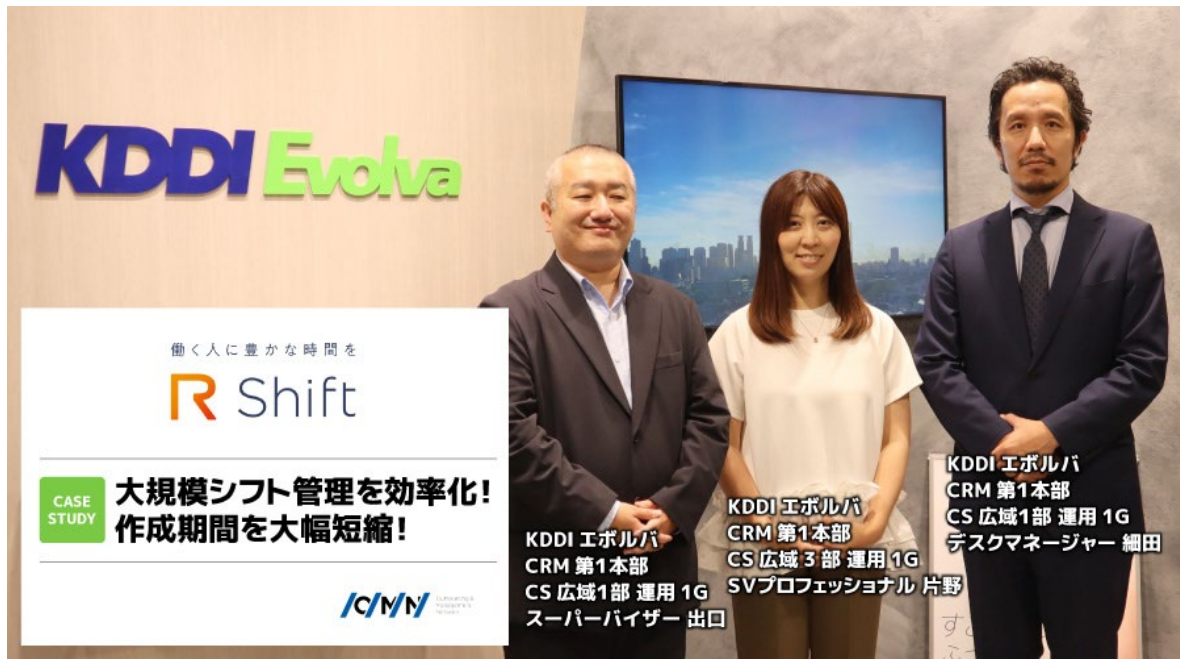 KDDI Evolva
働く人に豊かな時間を
R Shift
CASE
STUDY
大規模シフト管理を効率化!
作成期間を大幅短縮!
/C/M/N/
KDDI エボルバ
CRM 第1本部
CS 広域1部 運用 1G
スーパーバイザー 出口
KDDI エボルバ
CRM 第1本部
CS 広域 3 部 運用 1G
SVプロフェッショナル 片野
KDDI エボルバ
CRM 第1本部
CS 広域1部 運用 1G
デスクマネージャー 細田